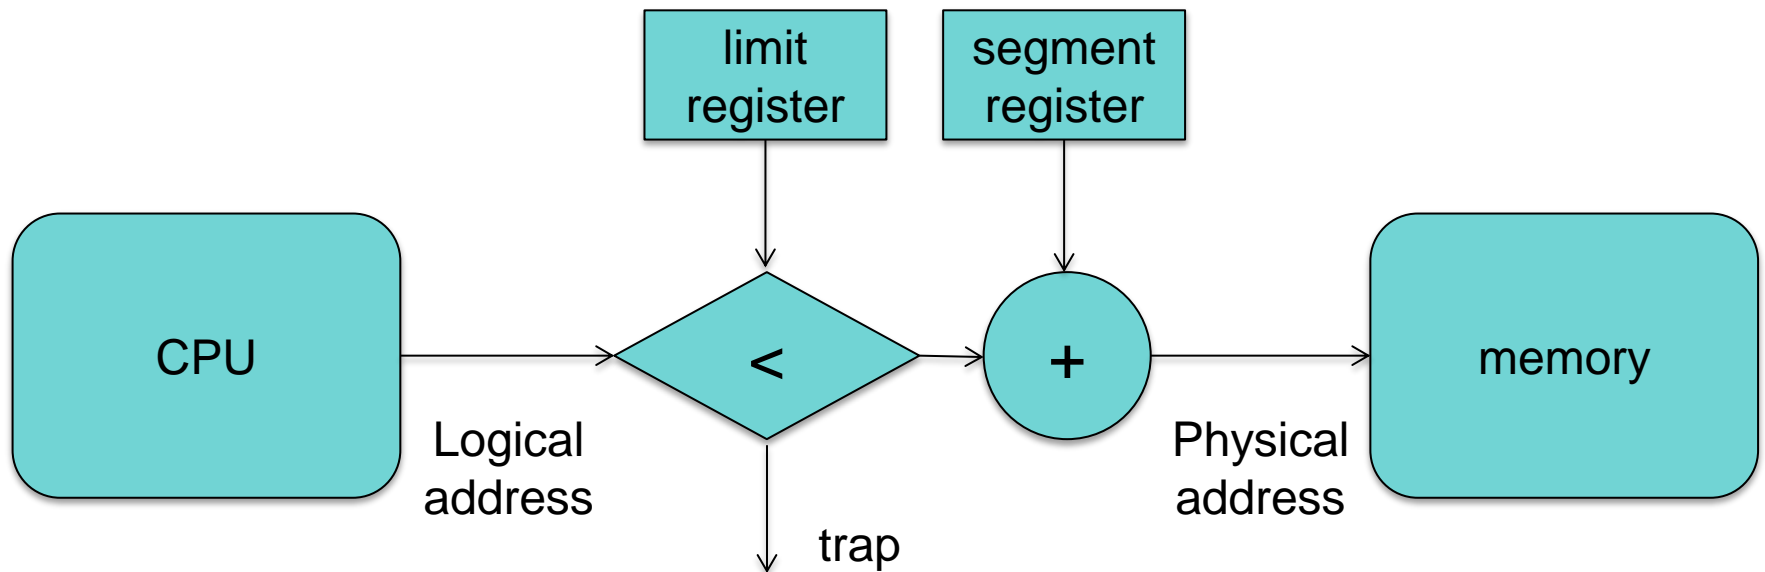 limit
register
segment
register
CPU
<
+
memory
Logical
address
Physical
address
trap